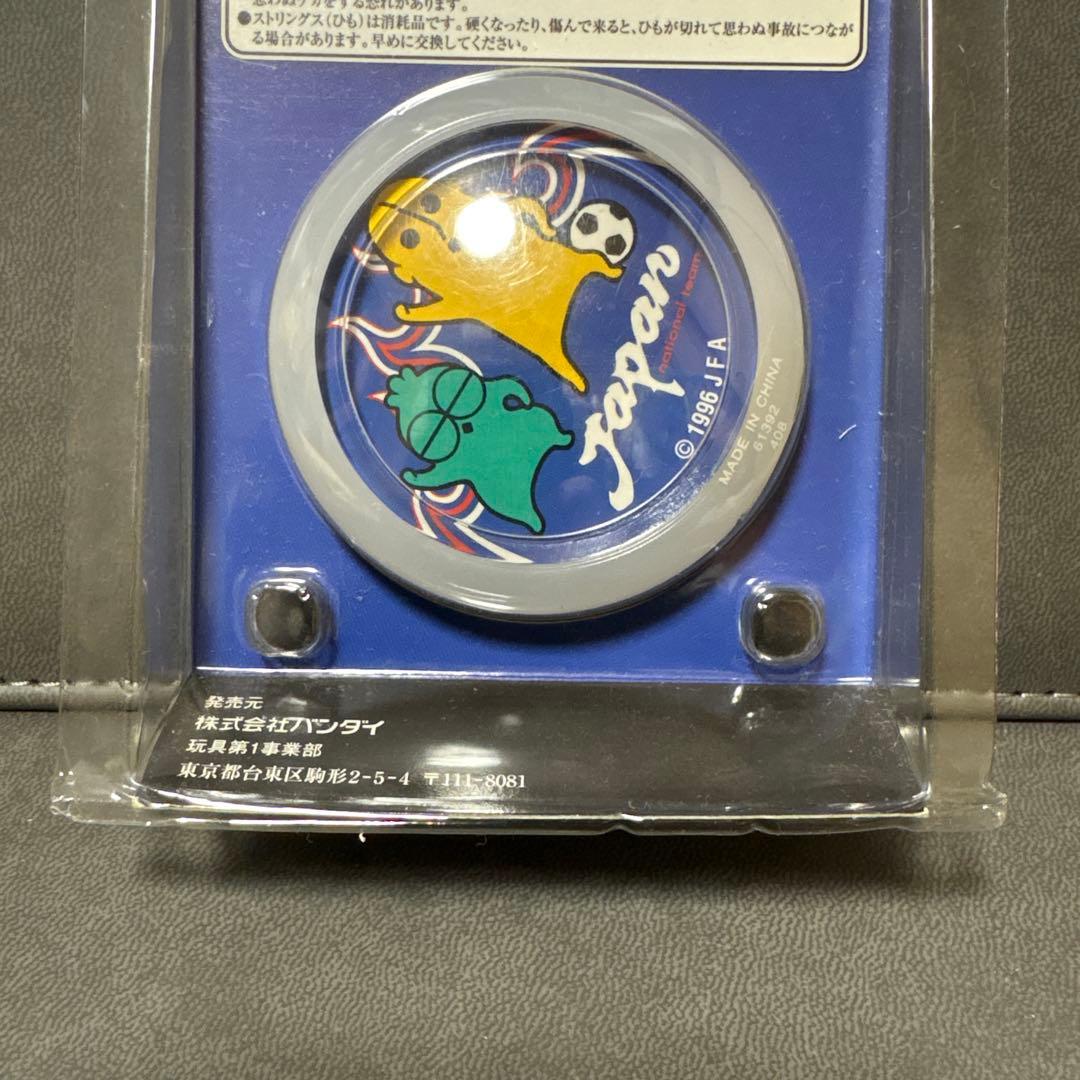 思わぬケガをする恐れがあります。
●ストリングス(ひも)は消耗品です。硬くなったり、傷んで来ると、ひもが切れて思わぬ事故につなが
る場合があります。早めに交換してください。
Japan
national team
© 1996 JFA
MADE IN CHINA
61392
408
発売元
株式会社バンダイ
玩具第1事業部
東京都台東区駒形2-5-4 〒111-8081